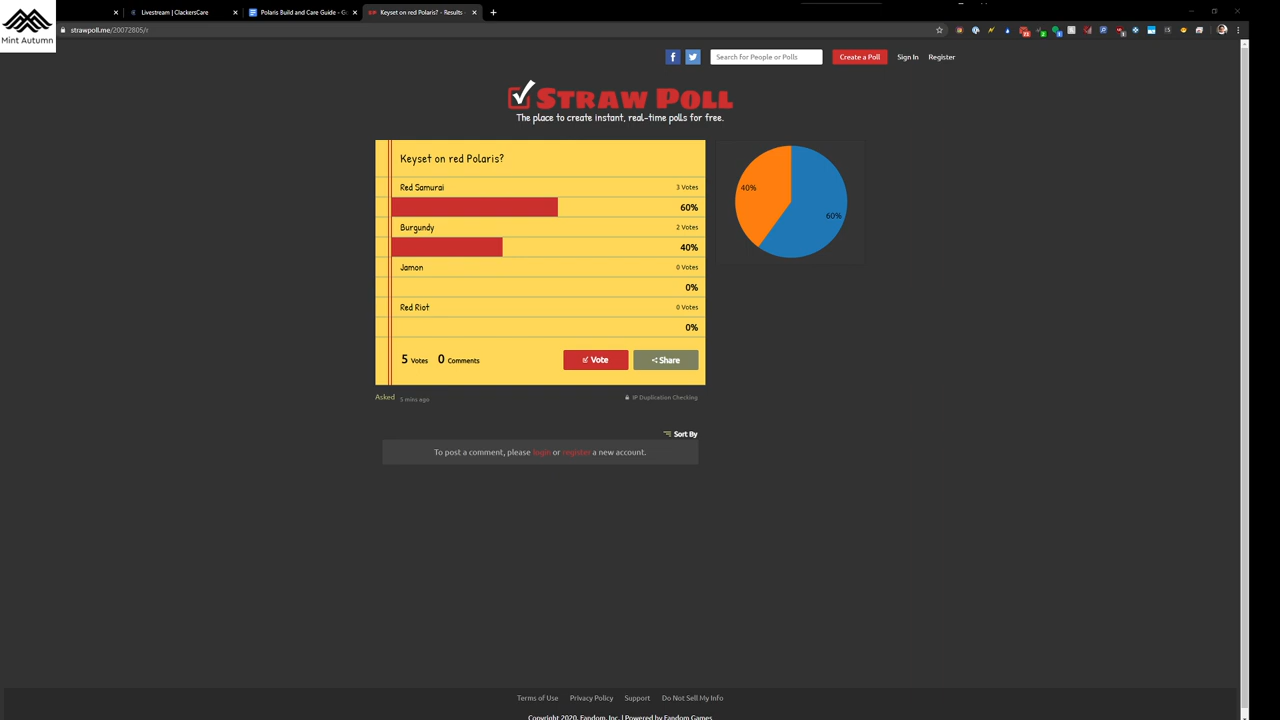 Livestream | ClackersCare
Polaris Build and Care Guide - G
Keyset on red Polaris? - Results -
Mint Autumn
strawpoll.me/20072805/r
Search for People or Polls
Create a Poll
Sign In
Register
STRAW POLL
The place to create instant, real-time polls for free.
Keyset on red Polaris?
Red Samurai
3 Votes
60%
Burgundy
2 Votes
40%
Jamon
0 Votes
0%
Red Riot
0 Votes
0%
5 Votes 0 Comments
Vote
Share
40%
60%
Asked 5 mins ago
IP Duplication Checking
Sort By
To post a comment, please login or register a new account.
Terms of Use Privacy Policy Support Do Not Sell My Info
Copyright 2020, Fandom, Inc. | Powered by Fandom Games